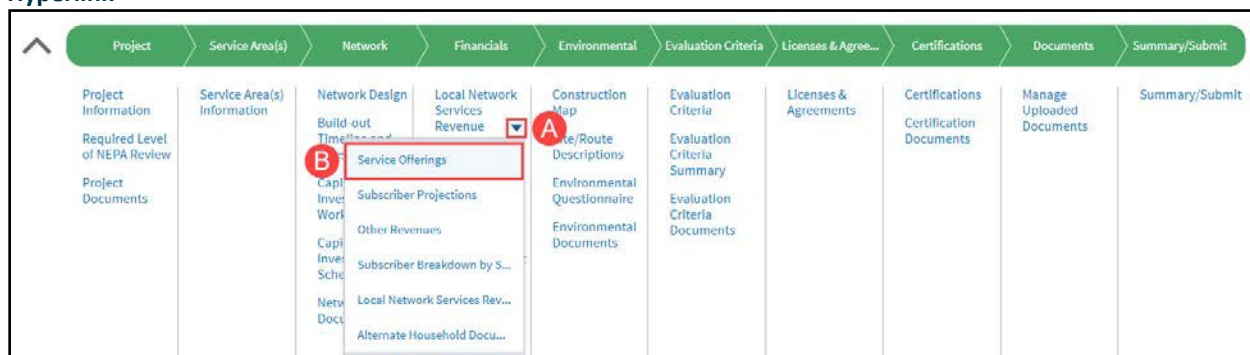 Project
Service Area(s)
Network
Financials
Environmental
Evaluation Criteria
Licenses & Agree...
Certifications
Documents
Summary/Submit
Project
Information
Required Level
of NEPA Review
Project
Documents
Service Area(s)
Information
Network Design
Build-out
Timeline and
Local Network
Services
Revenue
A
B
Service Offerings
Subscriber Projections
Other Revenues
Subscriber Breakdown by S...
Local Network Services Rev...
Alternate Household Docu...
Construction
Map
Descriptions
Environmental
Questionnaire
Environmental
Documents
Evaluation
Criteria
Evaluation
Criteria
Summary
Evaluation
Criteria
Documents
Licenses &
Agreements
Certifications
Certification
Documents
Manage
Uploaded
Documents
Summary/Submit